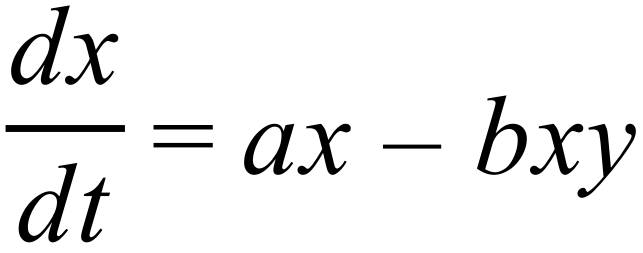 dx/dt = ax − bxy